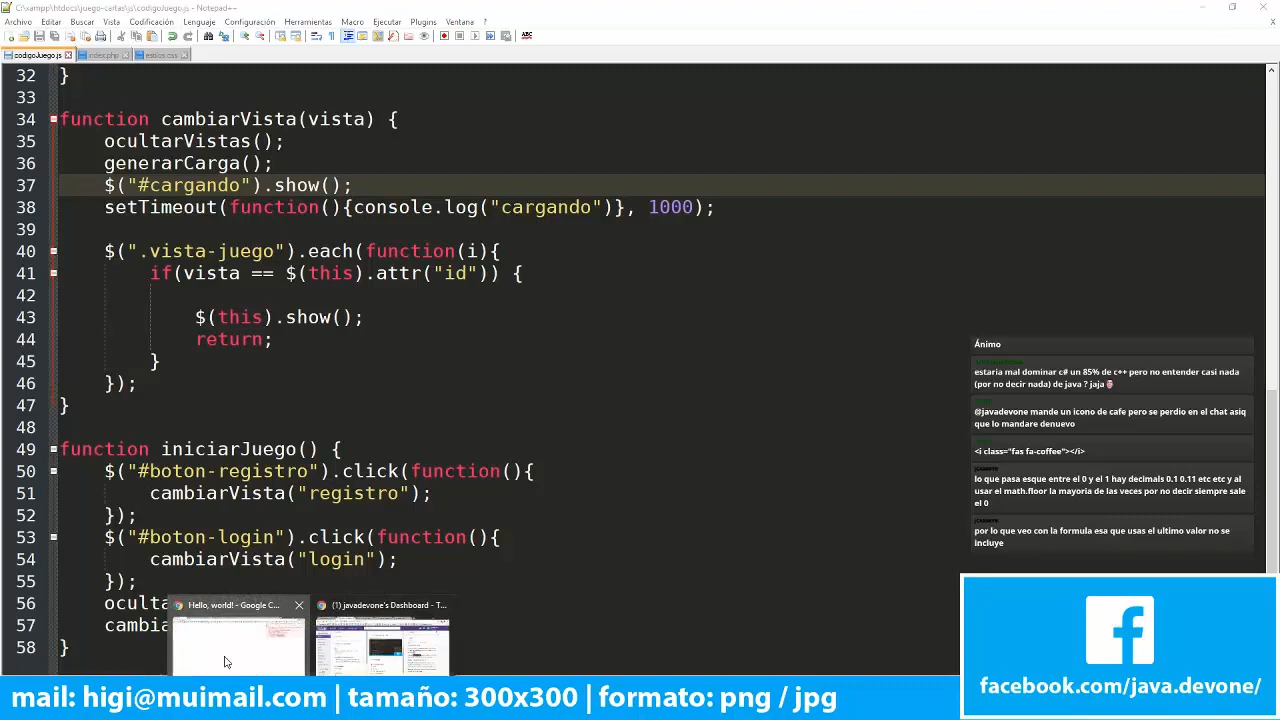 C:\xampp\htdocs\juego-cartas\js\codigoJuego.js - Notepad++
Archivo Editar Buscar Vista Codificación Lenguaje Configuración Herramientas Macro Ejecutar Plugins Ventana ?
codigoJuego.js index.php estilos.css
32 }
33
34 function cambiarVista(vista) {
35 ocultarVistas();
36 generarCarga();
37 $("#cargando").show();
38 setTimeout(function(){console.log("cargando")}, 1000);
39
40 $(".vista-juego").each(function(i){
41 if(vista == $(this).attr("id")) {
42
43 $(this).show();
44 return;
45 }
46 });
47 }
48
49 function iniciarJuego() {
50 $("#boton-registro").click(function(){
51 cambiarVista("registro");
52 });
53 $("#boton-login").click(function(){
54 cambiarVista("login");
55 });
56 oculta
57 cambia
58 }
Hello, world! - Google C...
(1) javadevone's Dashboard - T...
Ánimo
estaria mal dominar c# un 85% de c++ pero no entender casi nada
(por no decir nada) de java ? jaja
@javadevone mande un icono de cafe pero se perdio en el chat asiq
que lo mandare denuevo
<i class="fas fa-coffee"></i>
lo que pasa esque entre el 0 y el 1 hay decimals 0.1 0.11 etc etc y al
usar el math.floor la mayoria de las veces por no decir siempre sale
el 0
por lo que veo con la formula esa que usas el ultimo valor no se
incluye
mail: higi@muimail.com | tamaño: 300x300 | formato: png / jpg
facebook.com/java.devone/